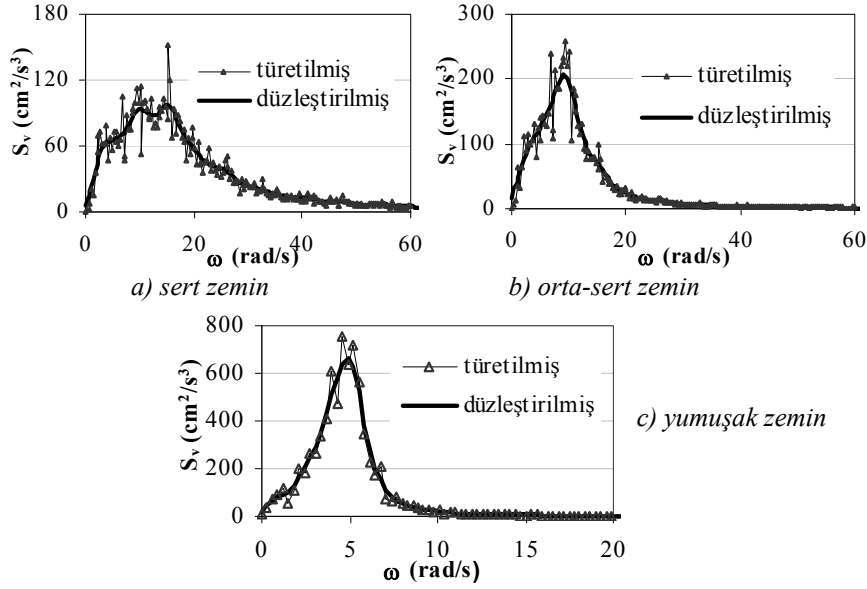 180
120
60
0
S_v (cm²/s³)
türetilmiş
düzleştirilmiş
0 20 40 60
ω (rad/s)
a) sert zemin
300
200
100
0
S_v (cm²/s³)
türetilmiş
düzleştirilmiş
0 20 40 60
ω (rad/s)
b) orta-sert zemin
800
600
400
200
0
S_v (cm²/s³)
türetilmiş
düzleştirilmiş
0 5 10 15 20
ω (rad/s)
c) yumuşak zemin